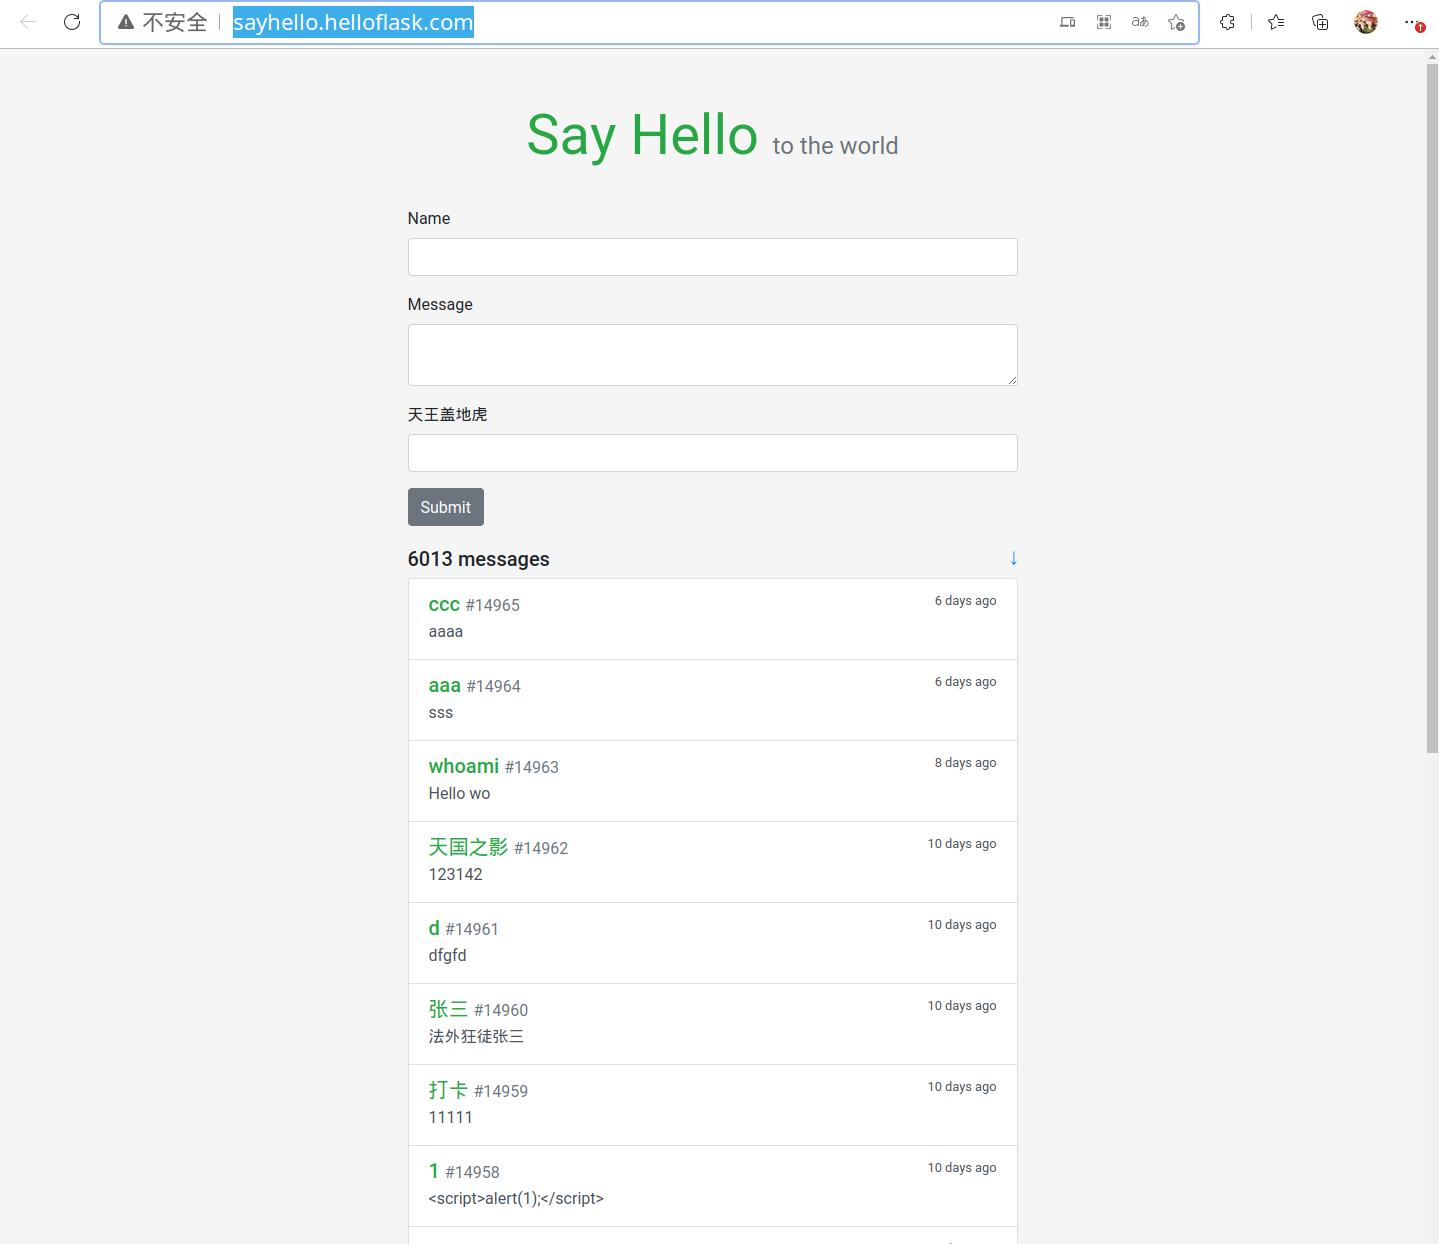 不安全 sayhello.helloflask.com
Say Hello to the world
Name
Message
天王盖地虎
Submit
6013 messages ↓
ccc #14965 6 days ago
aaaa
aaa #14964 6 days ago
sss
whoami #14963 8 days ago
Hello wo
天国之影 #14962 10 days ago
123142
d #14961 10 days ago
dfgfd
张三 #14960 10 days ago
法外狂徒张三
打卡 #14959 10 days ago
11111
1 #14958 10 days ago
<script>alert(1);</script>